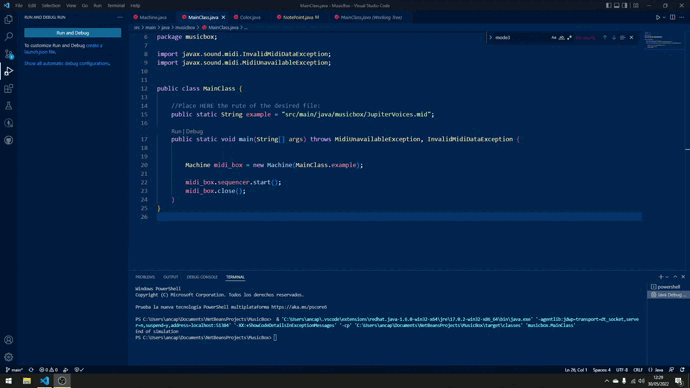 File Edit Selection View Go Run Terminal Help
MainClass.java - MusicBox - Visual Studio Code
RUN AND DEBUG: RUN
Machine.java
MainClass.java
Color.java
NotePoint.java M
MainClass.java (Working Tree)
src > main > java > musicbox > MainClass.java > ...
Run and Debug
To customize Run and Debug create a
launch.json file.
Show all automatic debug configurations.
mode3
6 package musicbox;
7
8 import javax.sound.midi.InvalidMidiDataException;
9 import javax.sound.midi.MidiUnavailableException;
10
11
12 public class MainClass {
13
14 //Place HERE the rute of the desired file:
15 public static String example = "src/main/java/musicbox/JupiterVoices.mid";
16
Run | Debug
17 public static void main(String[] args) throws MidiUnavailableException, InvalidMidiDataException {
18
19
20 Machine midi_box = new Machine(MainClass.example);
21
22 midi_box.sequencer.start();
23 midi_box.close();
24 }
25 }
26
PROBLEMS OUTPUT DEBUG CONSOLE TERMINAL
Windows PowerShell
Copyright (C) Microsoft Corporation. Todos los derechos reservados.
Prueba la nueva tecnología PowerShell multiplataforma https://aka.ms/pscore6
PS C:\Users\ancap\Documents\NetBeansProjects\MusicBox> & 'C:\Users\ancap\.vscode\extensions\redhat.java-1.6.0-win32-x64\jre\17.0.2-win32-x86_64\bin\java.exe' '-agentlib:jdwp=transport=dt_socket,serve
r=n,suspend=y,address=localhost:55384' '-XX:+ShowCodeDetailsInExceptionMessages' '-cp' 'C:\Users\ancap\Documents\NetBeansProjects\MusicBox\target\classes' 'musicbox.MainClass'
End of simulation
PS C:\Users\ancap\Documents\NetBeansProjects\MusicBox>
powershell
Java Debug...
main*
0 0
Ln 26, Col 1 Spaces: 4 UTF-8 CRLF Java
12:29
30/05/2022